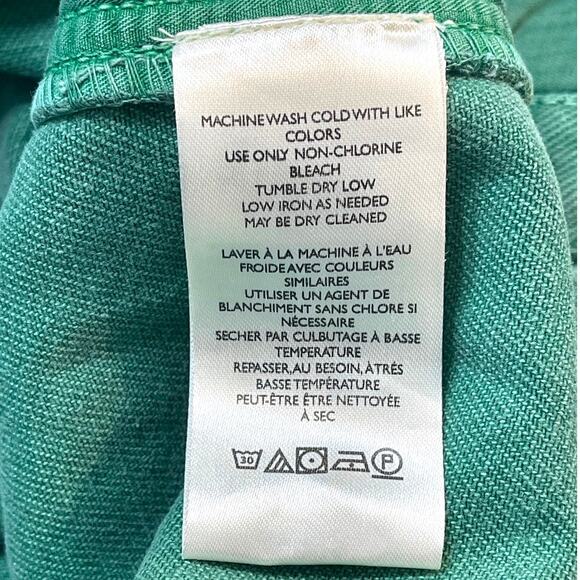 MACHINE WASH COLD WITH LIKE
COLORS
USE ONLY NON-CHLORINE
BLEACH
TUMBLE DRY LOW
LOW IRON AS NEEDED
MAY BE DRY CLEANED
LAVER À LA MACHINE À L'EAU
FROIDE AVEC COULEURS
SIMILAIRES
UTILISER UN AGENT DE
BLANCHIMENT SANS CHLORE SI
NÉCESSAIRE
SECHER PAR CULBUTAGE À BASSE
TEMPERATURE
REPASSER, AU BESOIN, À TRÉS
BASSE TEMPÉRATURE
PEUT-ÊTRE ÊTRE NETTOYÉE
À SEC
30 P